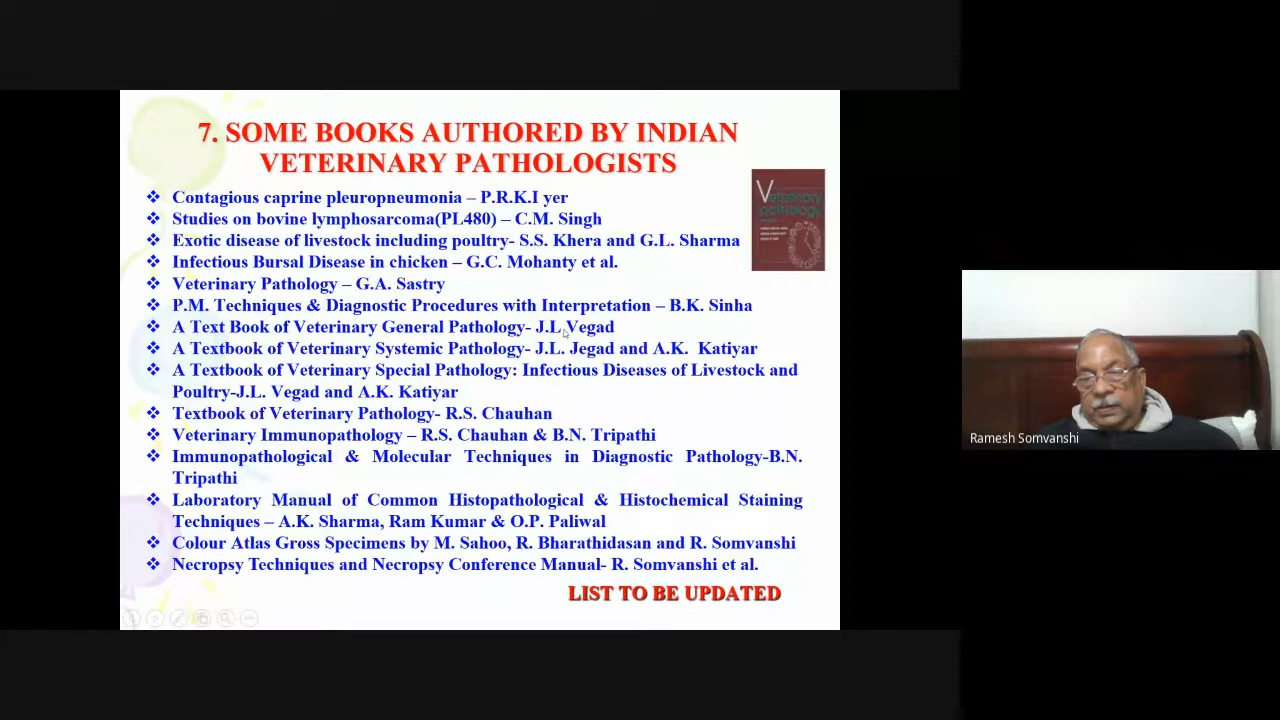 7. SOME BOOKS AUTHORED BY INDIAN
VETERINARY PATHOLOGISTS
❖ Contagious caprine pleuropneumonia – P.R.K.I yer
❖ Studies on bovine lymphosarcoma(PL480) – C.M. Singh
❖ Exotic disease of livestock including poultry- S.S. Khera and G.L. Sharma
❖ Infectious Bursal Disease in chicken – G.C. Mohanty et al.
❖ Veterinary Pathology – G.A. Sastry
❖ P.M. Techniques & Diagnostic Procedures with Interpretation – B.K. Sinha
❖ A Text Book of Veterinary General Pathology- J.L Vegad
❖ A Textbook of Veterinary Systemic Pathology- J.L. Jegad and A.K. Katiyar
❖ A Textbook of Veterinary Special Pathology: Infectious Diseases of Livestock and
Poultry-J.L. Vegad and A.K. Katiyar
❖ Textbook of Veterinary Pathology- R.S. Chauhan
❖ Veterinary Immunopathology – R.S. Chauhan & B.N. Tripathi
❖ Immunopathological & Molecular Techniques in Diagnostic Pathology-B.N.
Tripathi
❖ Laboratory Manual of Common Histopathological & Histochemical Staining
Techniques – A.K. Sharma, Ram Kumar & O.P. Paliwal
❖ Colour Atlas Gross Specimens by M. Sahoo, R. Bharathidasan and R. Somvanshi
❖ Necropsy Techniques and Necropsy Conference Manual- R. Somvanshi et al.
LIST TO BE UPDATED
Veterinary
pathology
Ramesh Somvanshi